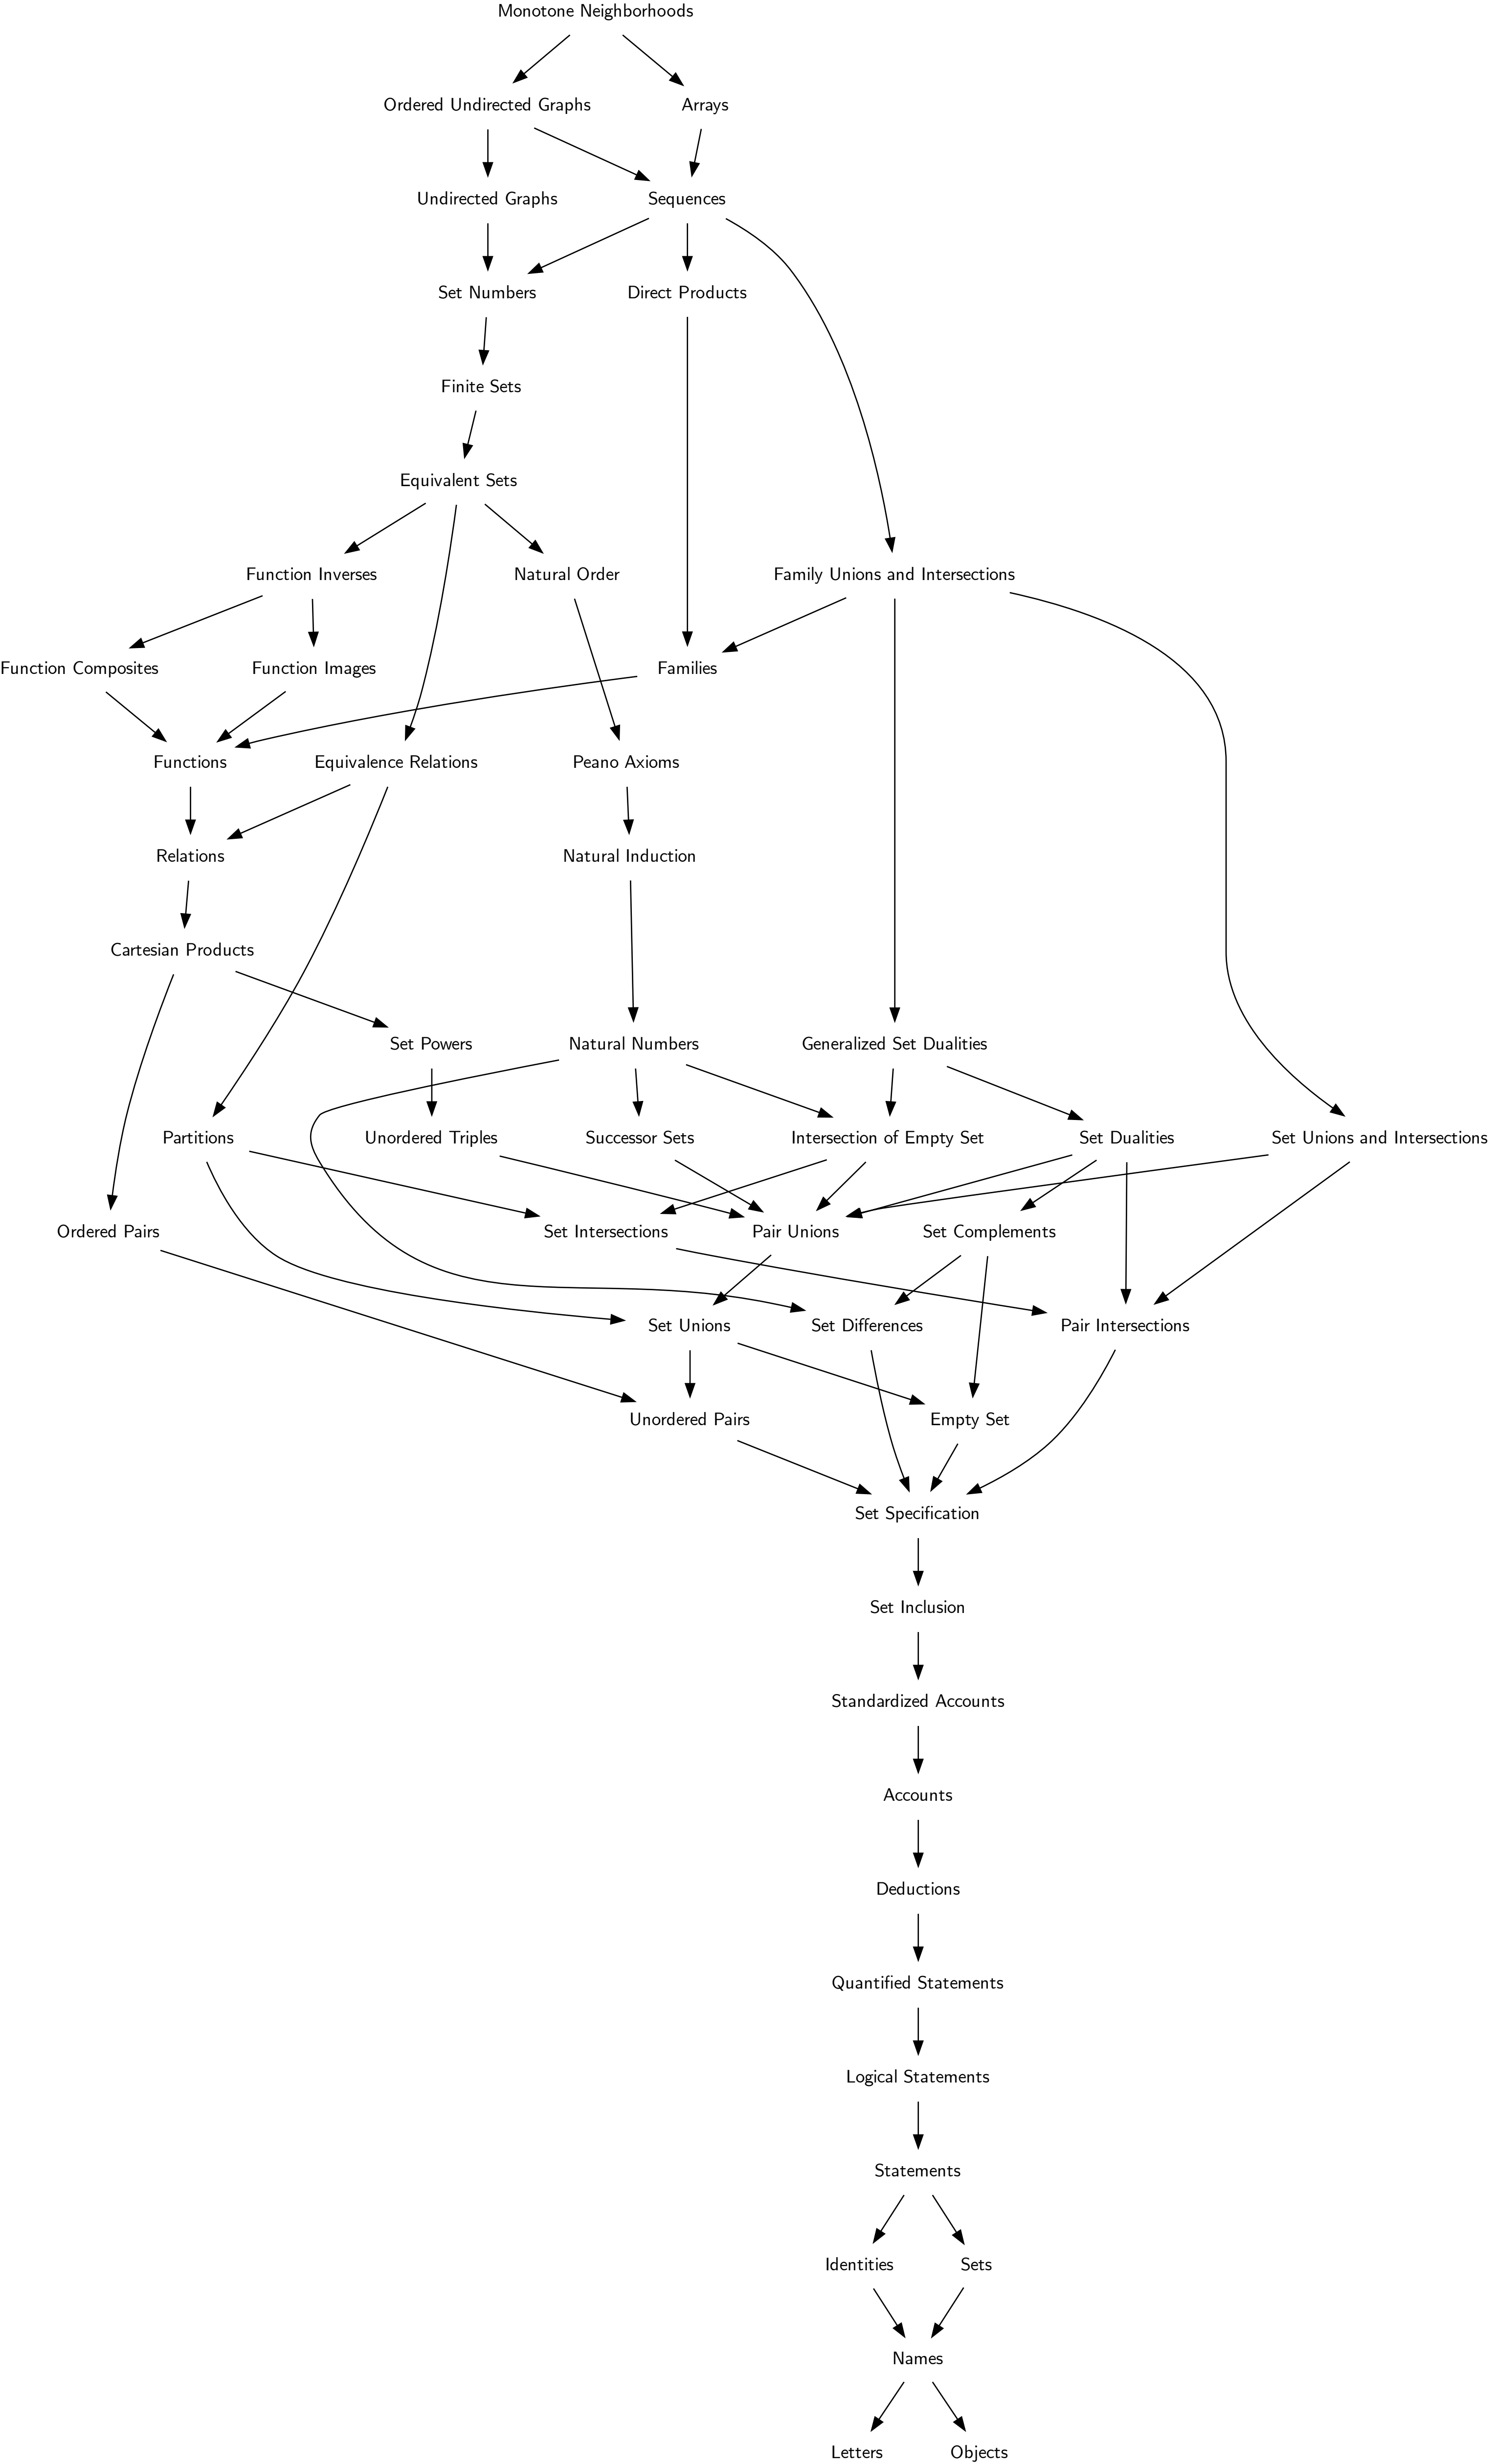 Monotone Neighborhoods
Ordered Undirected Graphs
Arrays
Undirected Graphs
Sequences
Set Numbers
Direct Products
Finite Sets
Equivalent Sets
Function Inverses
Natural Order
Family Unions and Intersections
Function Composites
Function Images
Families
Functions
Equivalence Relations
Peano Axioms
Relations
Natural Induction
Cartesian Products
Set Powers
Natural Numbers
Generalized Set Dualities
Partitions
Unordered Triples
Successor Sets
Intersection of Empty Set
Set Dualities
Set Unions and Intersections
Ordered Pairs
Set Intersections
Pair Unions
Set Complements
Set Unions
Set Differences
Pair Intersections
Unordered Pairs
Empty Set
Set Specification
Set Inclusion
Standardized Accounts
Accounts
Deductions
Quantified Statements
Logical Statements
Statements
Identities
Sets
Names
Letters
Objects